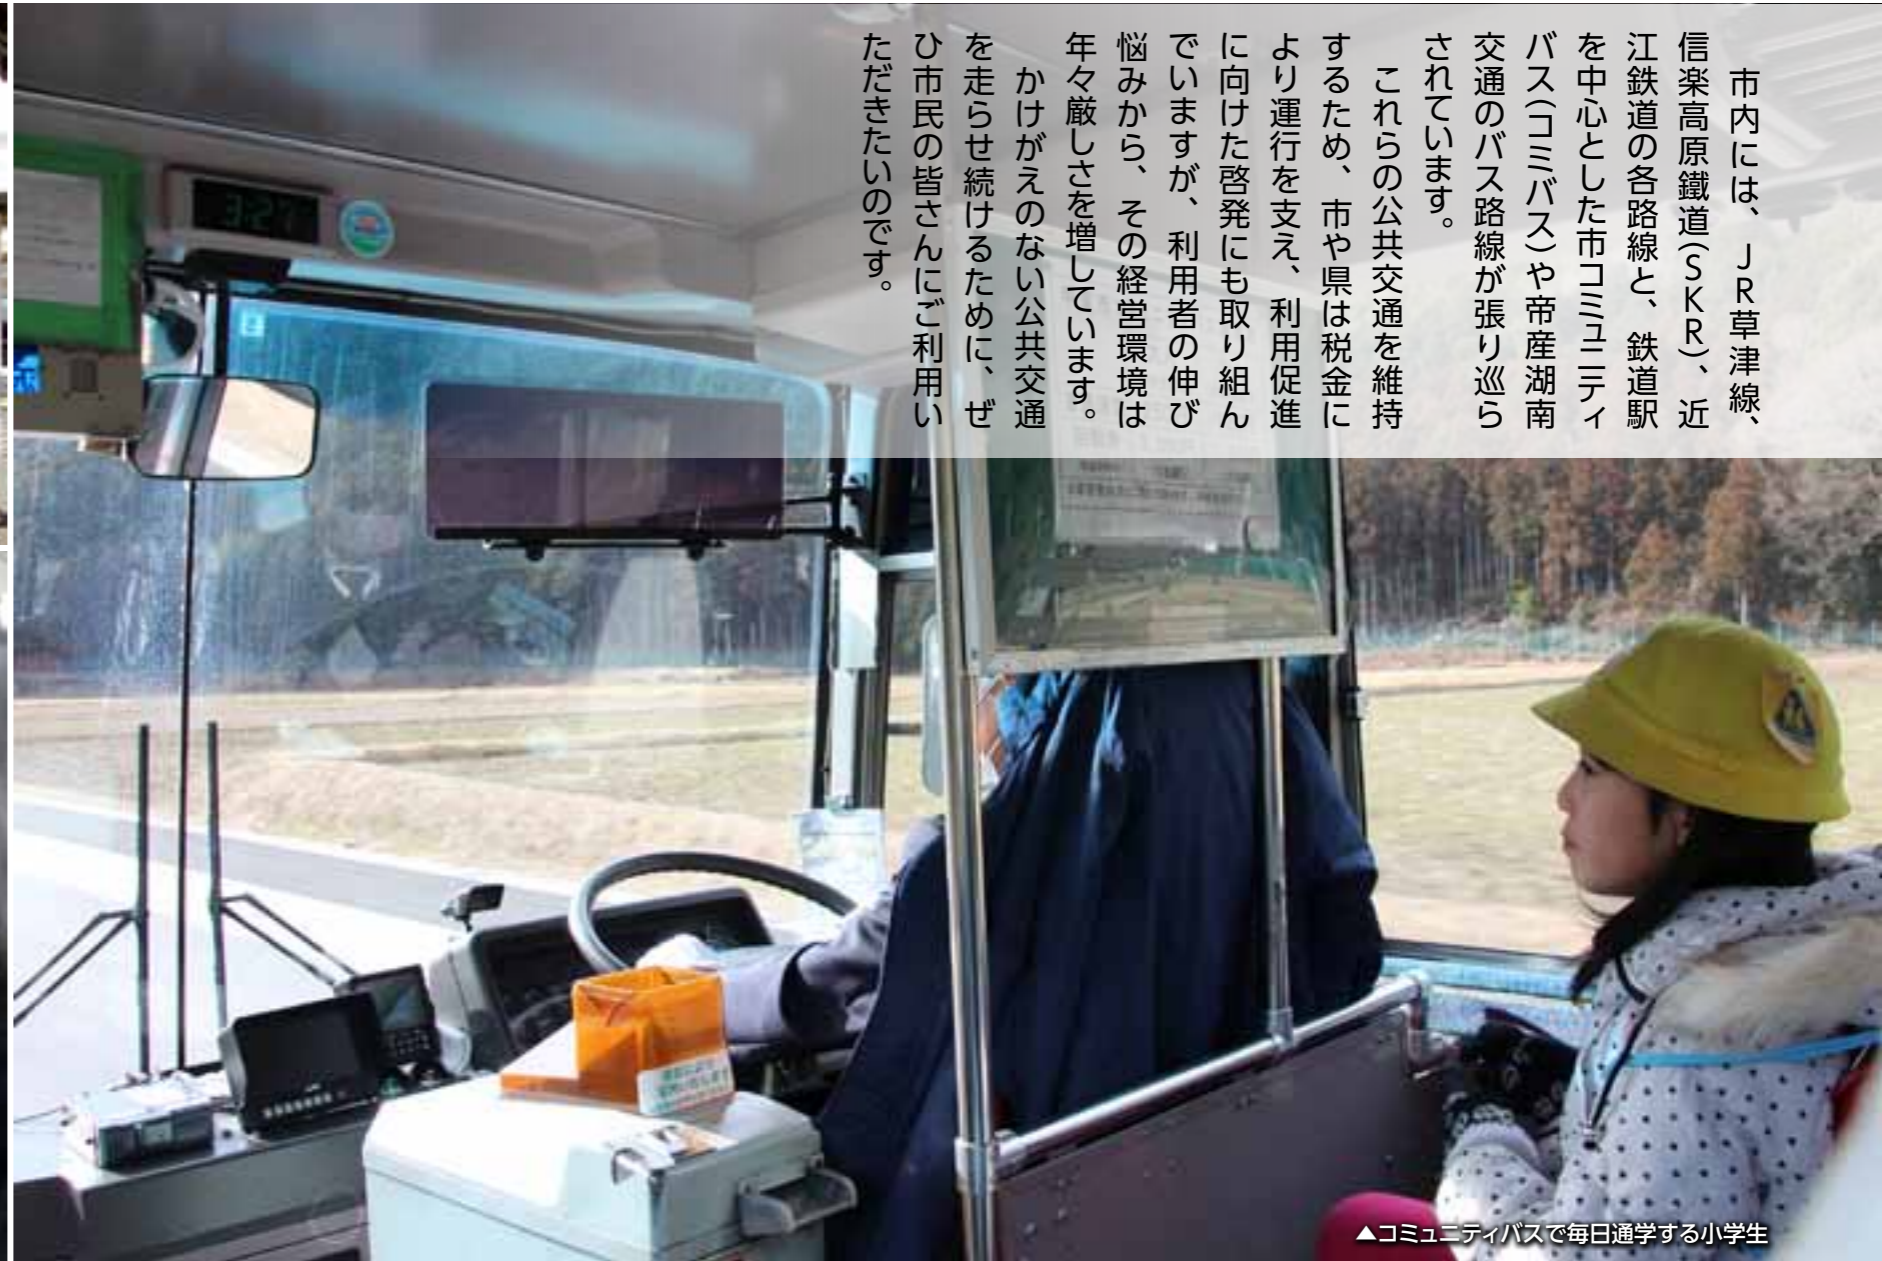 市内には、JR草津線、
信楽高原鐵道(SKR)、近
江鉄道の各路線と、鉄道駅
を中心とした市コミュニティ
バス(コミバス)や帝産湖南
交通のバス路線が張り巡ら
されています。
これらの公共交通を維持
するため、市や県は税金に
より運行を支え、利用促進
に向けた啓発にも取り組ん
でいますが、利用者の伸び
悩みから、その経営環境は
年々厳しさを増しています。
かけがえのない公共交通
を走らせ続けるために、ぜ
ひ市民の皆さんにご利用い
ただきたいのです。
3:27
▲コミュニティバスで毎日通学する小学生